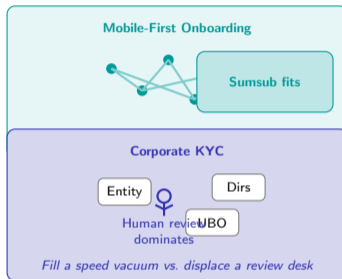 Mobile-First Onboarding
Sumsub fits
Corporate KYC
Entity
Dirs
Human review
UBO
dominates
Fill a speed vacuum vs. displace a review desk